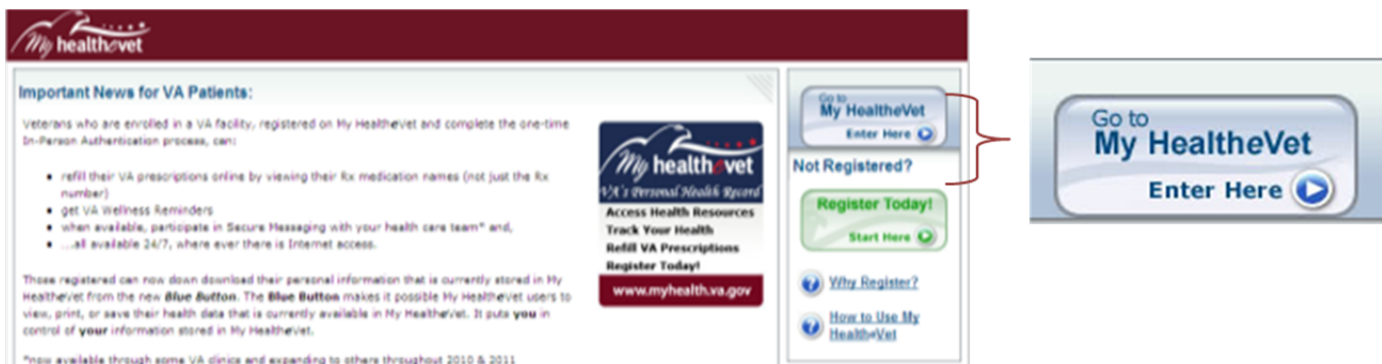 My healthevet
Important News for VA Patients:
Veterans who are enrolled in a VA facility, registered on My HealtheVet and complete the one-time
In-Person Authentication process, can:
• refill their VA prescriptions online by viewing their Rx medication names (not just the Rx
number)
• get VA Wellness Reminders
• when available, participate in Secure Messaging with your health care team* and,
• ...all available 24/7, where ever there is Internet access.
Those registered can now down download their personal information that is currently stored in My
HealtheVet from the new Blue Button. The Blue Button makes it possible My HealtheVet users to
view, print, or save their health data that is currently available in My HealtheVet. It puts you in
control of your information stored in My HealtheVet.
*now available through some VA clinics and expanding to others throughout 2010 & 2011
My healthevet
VA's Personal Health Record
Access Health Resources
Track Your Health
Refill VA Prescriptions
Register Today!
www.myhealth.va.gov
Go to
My HealtheVet
Enter Here
Not Registered?
Register Today!
Start Here
Why Register?
How to Use My
HealtheVet
Go to
My HealtheVet
Enter Here